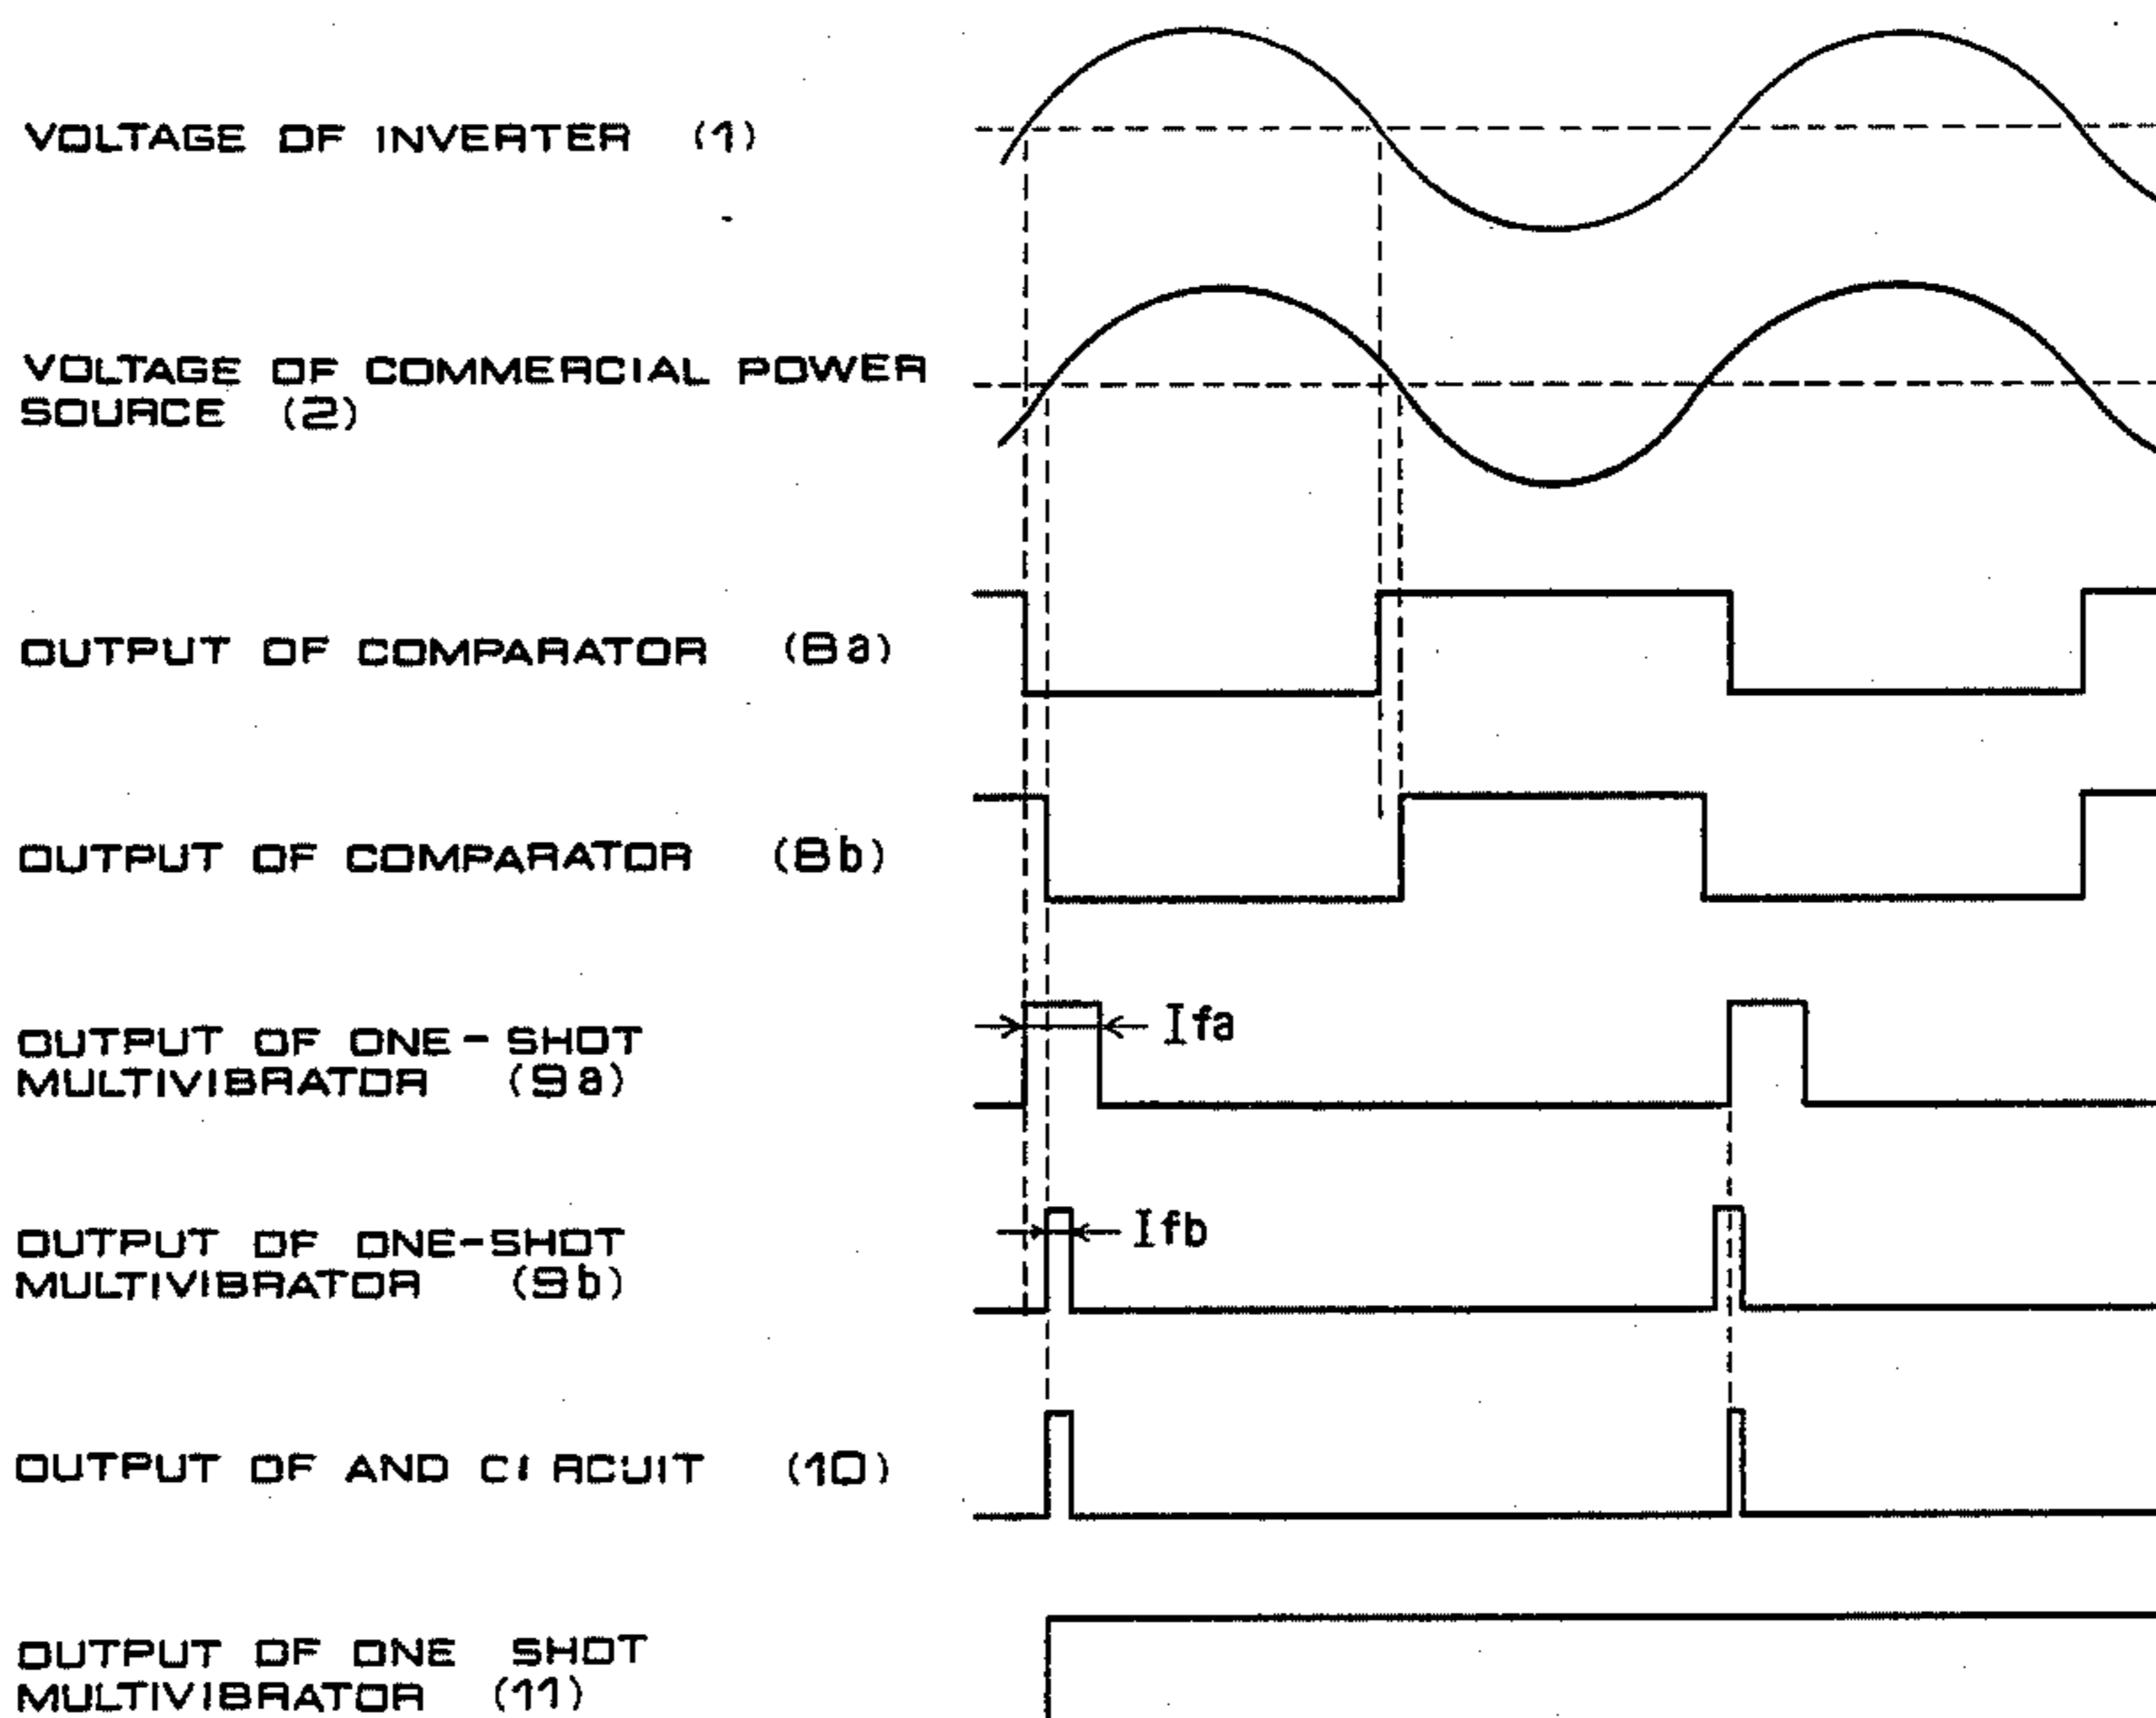 VOLTAGE OF INVERTER (1)
VOLTAGE OF COMMERCIAL POWER
SOURCE (2)
OUTPUT OF COMPARATOR (8a)
OUTPUT OF COMPARATOR (8b)
OUTPUT OF ONE-SHOT
MULTIVIBRATOR (9a)
Ifa
OUTPUT OF ONE-SHOT
MULTIVIBRATOR (9b)
Ifb
OUTPUT OF AND CIRCUIT (10)
OUTPUT OF ONE SHOT
MULTIVIBRATOR (11)